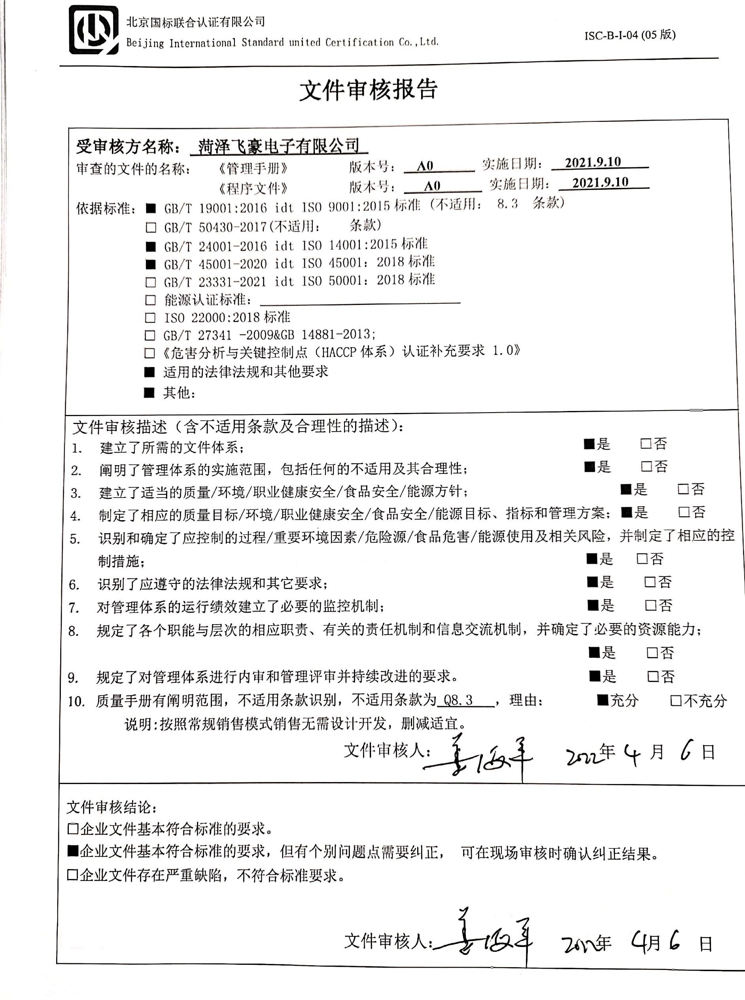 北京国标联合认证有限公司
Beijing International Standard united Certification Co.,Ltd.
ISC-B-I-04 (05 版)
文件审核报告
受审核方名称： 菏泽飞豪电子有限公司
审查的文件的名称： 《管理手册》 版本号： A0 实施日期： 2021.9.10
《程序文件》 版本号： A0 实施日期： 2021.9.10
依据标准：■ GB/T 19001:2016 idt ISO 9001:2015标准（不适用： 8.3 条款）
□ GB/T 50430-2017(不适用： 条款）
■ GB/T 24001-2016 idt ISO 14001:2015标准
■ GB/T 45001-2020 idt ISO 45001：2018标准
□ GB/T 23331-2021 idt ISO 50001：2018标准
□ 能源认证标准：
□ ISO 22000:2018标准
□ GB/T 27341 -2009&GB 14881-2013;
□《危害分析与关键控制点（HACCP体系）认证补充要求 1.0》
■ 适用的法律法规和其他要求
■ 其他：
文件审核描述（含不适用条款及合理性的描述）：
1. 建立了所需的文件体系； ■是 □否
2. 阐明了管理体系的实施范围，包括任何的不适用及其合理性； ■是 □否
3. 建立了适当的质量/环境/职业健康安全/食品安全/能源方针； ■是 □否
4. 制定了相应的质量目标/环境/职业健康安全/食品安全/能源目标、指标和管理方案；■是 □否
5. 识别和确定了应控制的过程/重要环境因素/危险源/食品危害/能源使用及相关风险，并制定了相应的控
制措施； ■是 □否
6. 识别了应遵守的法律法规和其它要求； ■是 □否
7. 对管理体系的运行绩效建立了必要的监控机制； ■是 □否
8. 规定了各个职能与层次的相应职责、有关的责任机制和信息交流机制，并确定了必要的资源能力；
■是 □否
9. 规定了对管理体系进行内审和管理评审并持续改进的要求。 ■是 □否
10. 质量手册有阐明范围，不适用条款识别，不适用条款为 Q8.3 ，理由： ■充分 □不充分
说明:按照常规销售模式销售无需设计开发，删减适宜。
文件审核人： 姜海军 2022年 4 月 6 日
文件审核结论：
□企业文件基本符合标准的要求。
■企业文件基本符合标准的要求，但有个别问题点需要纠正， 可在现场审核时确认纠正结果。
□企业文件存在严重缺陷，不符合标准要求。
文件审核人： 姜海军 2022年 4月 6 日